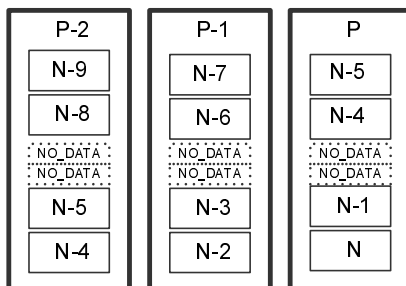 P-2
N-9
N-8
NO_DATA
NO_DATA
N-5
N-4
P-1
N-7
N-6
NO_DATA
NO_DATA
N-3
N-2
P
N-5
N-4
NO_DATA
NO_DATA
N-1
N